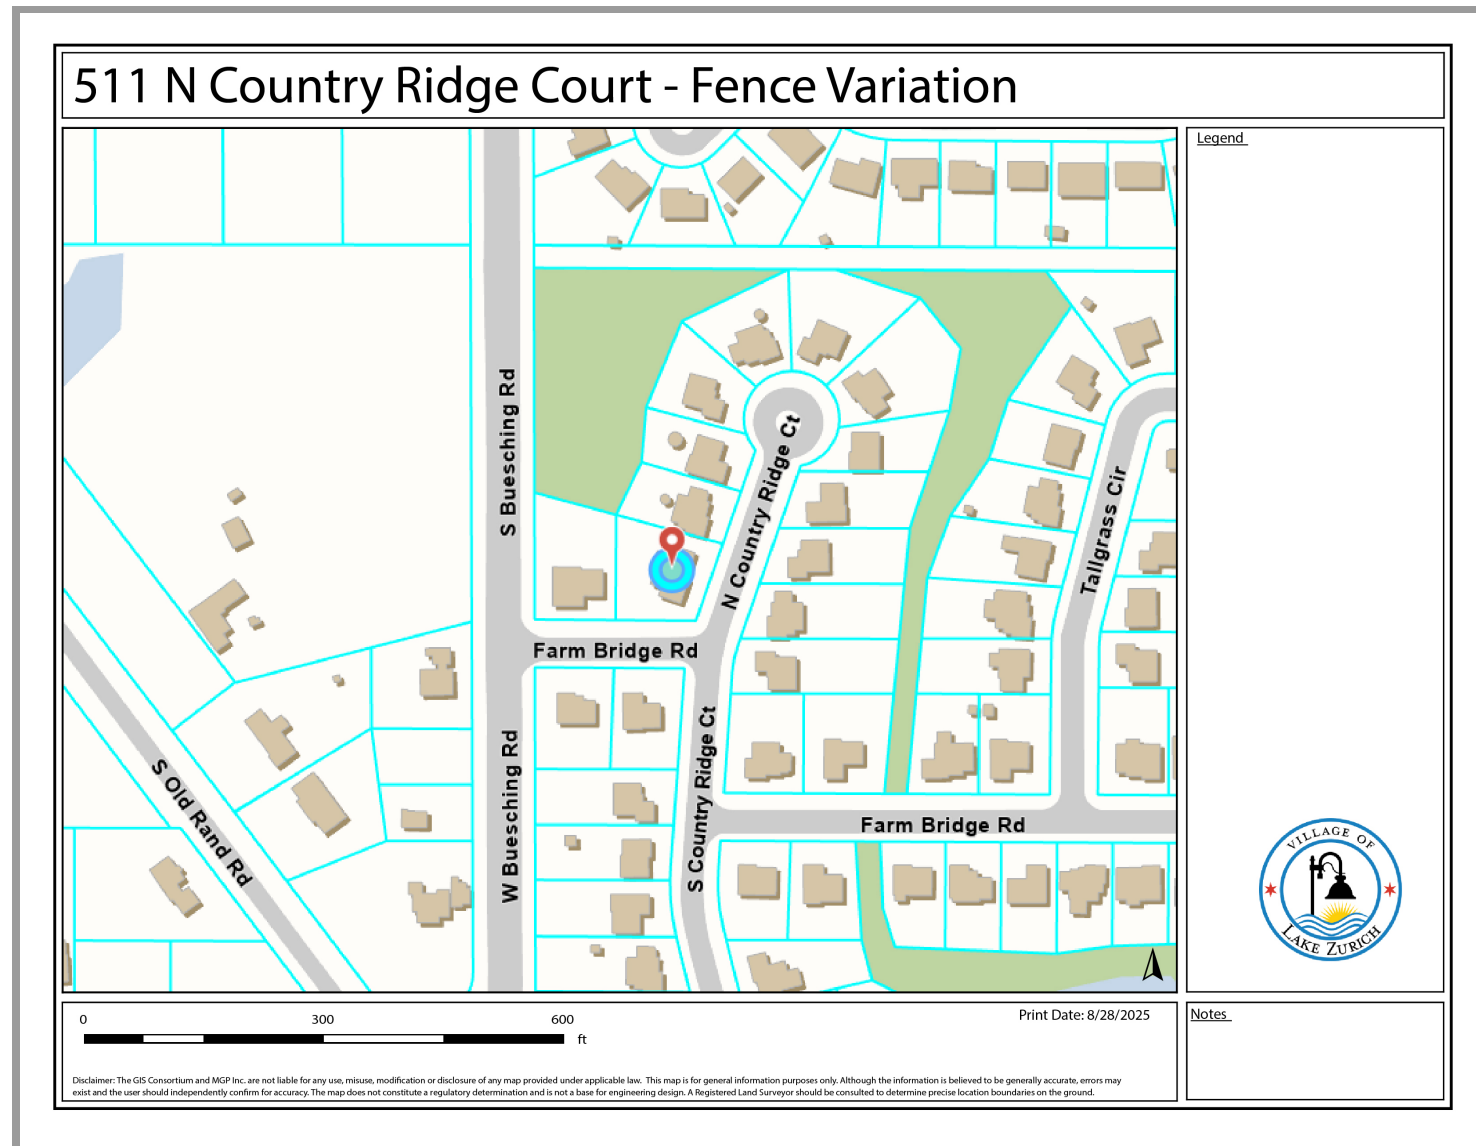 511 N Country Ridge Court - Fence Variation
Legend
S Buesching Rd
N Country Ridge Ct
Tallgrass Cir
Farm Bridge Rd
S Old Rand Rd
W Buesching Rd
S Country Ridge Ct
Farm Bridge Rd
VILLAGE OF
LAKE ZURICH
0 300 600
ft
Print Date: 8/28/2025
Notes
Disclaimer: The GIS Consortium and MGP Inc. are not liable for any use, misuse, modification or disclosure of any map provided under applicable law. This map is for general information purposes only. Although the information is believed to be generally accurate, errors may
exist and the user should independently confirm for accuracy. The map does not constitute a regulatory determination and is not a base for engineering design. A Registered Land Surveyor should be consulted to determine precise location boundaries on the ground.